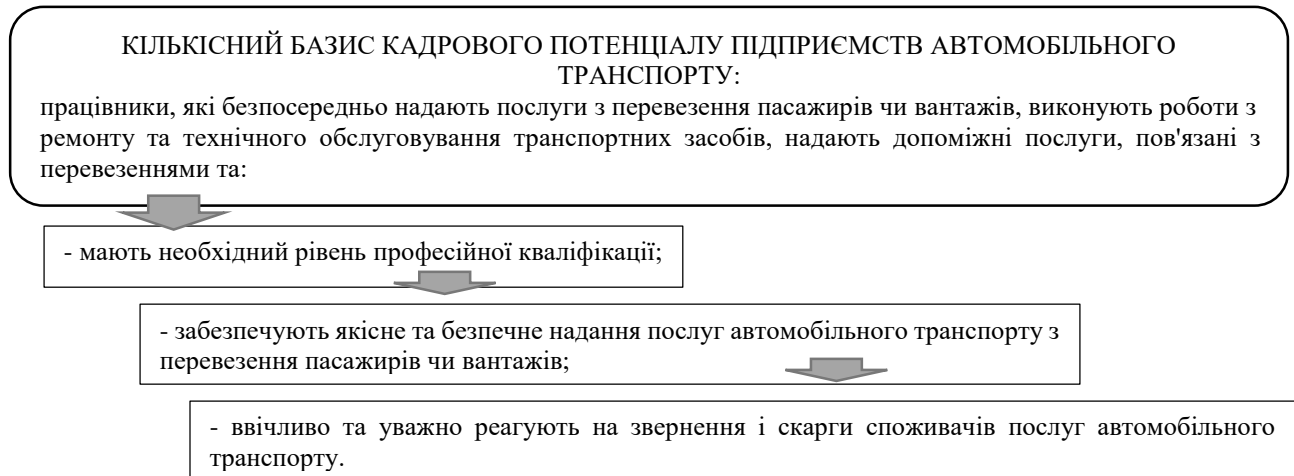 КІЛЬКІСНИЙ БАЗИС КАДРОВОГО ПОТЕНЦІАЛУ ПІДПРИЄМСТВ АВТОМОБІЛЬНОГО
ТРАНСПОРТУ:
працівники, які безпосередньо надають послуги з перевезення пасажирів чи вантажів, виконують роботи з
ремонту та технічного обслуговування транспортних засобів, надають допоміжні послуги, пов'язані з
перевезеннями та:
- мають необхідний рівень професійної кваліфікації;
- забезпечують якісне та безпечне надання послуг автомобільного транспорту з
перевезення пасажирів чи вантажів;
- ввічливо та уважно реагують на звернення і скарги споживачів послуг автомобільного
транспорту.